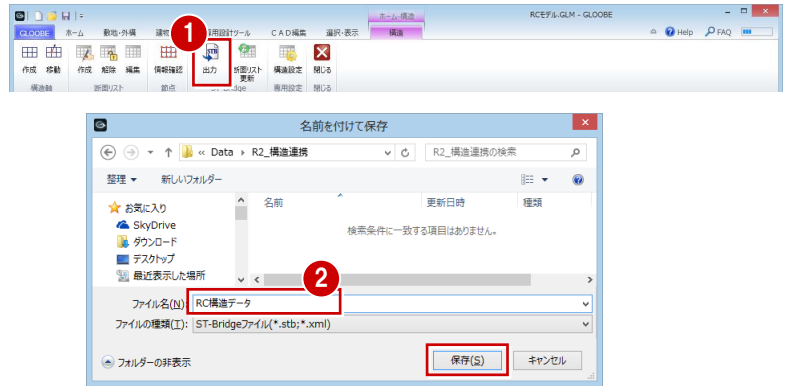 ホーム-構造
RCモデル.GLM - GLOOBE
GLOOBE ホーム 敷地・外構 建物 専用設計ツール CAD編集 選択・表示 構造 Help FAQ
1
作成 移動 作成 解除 編集 情報確認 出力 断面リスト更新 構造設定 閉じる
構造軸 断面リスト 節点 ST-Bridge 専用設定 閉じる
名前を付けて保存
« Data R2_構造連携 R2_構造連携の検索
整理 新しいフォルダー
お気に入り 名前 更新日時 種類
SkyDrive 検索条件に一致する項目はありません。
ダウンロード
デスクトップ
最近表示した場所
2
ファイル名(N): RC構造データ
ファイルの種類(T): ST-Bridgeファイル(*.stb;*.xml)
フォルダーの非表示 保存(S) キャンセル